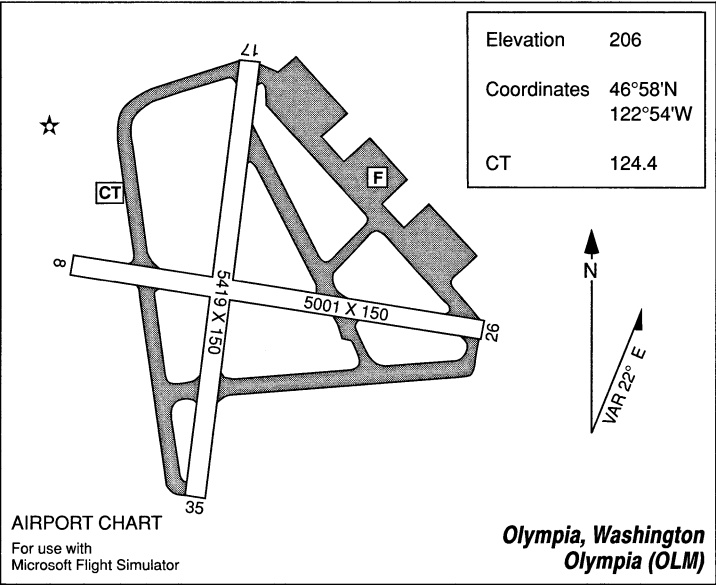 Elevation 206
Coordinates 46°58'N
122°54'W
CT 124.4
17
CT
F
8
5419 X 150
5001 X 150
26
35
N
VAR 22° E
AIRPORT CHART
For use with
Microsoft Flight Simulator
Olympia, Washington
Olympia (OLM)